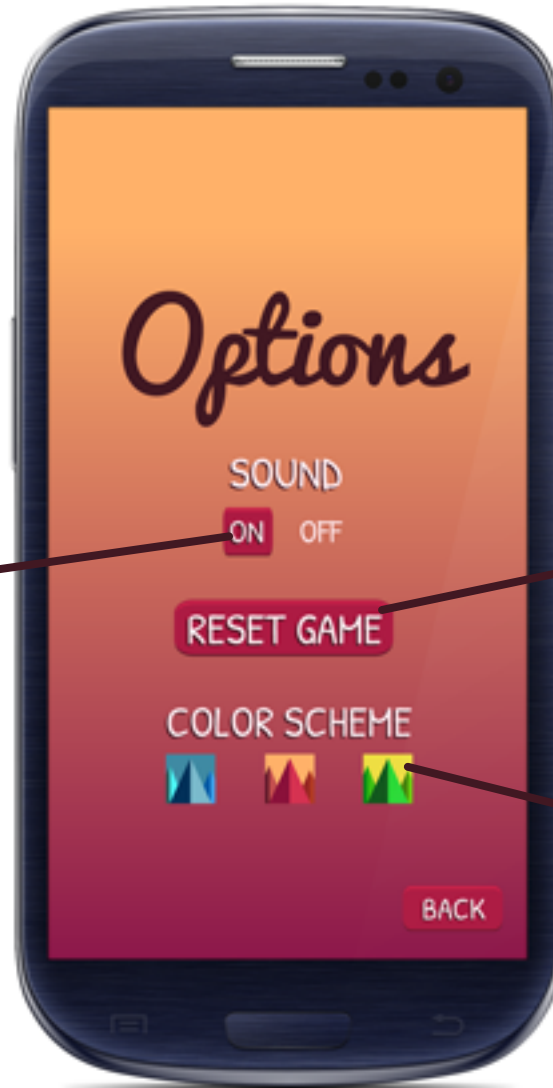 Options
SOUND
ON OFF
RESET GAME
COLOR SCHEME
BACK